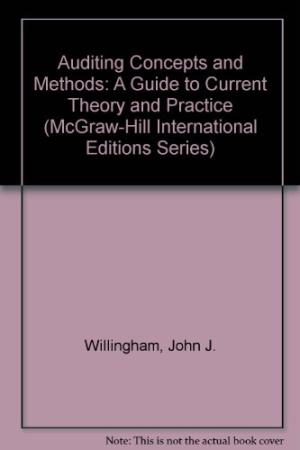 Auditing Concepts and
Methods: A Guide to Current
Theory and Practice
(McGraw-Hill International
Editions Series)
Willingham, John J.
Note: This is not the actual book cover